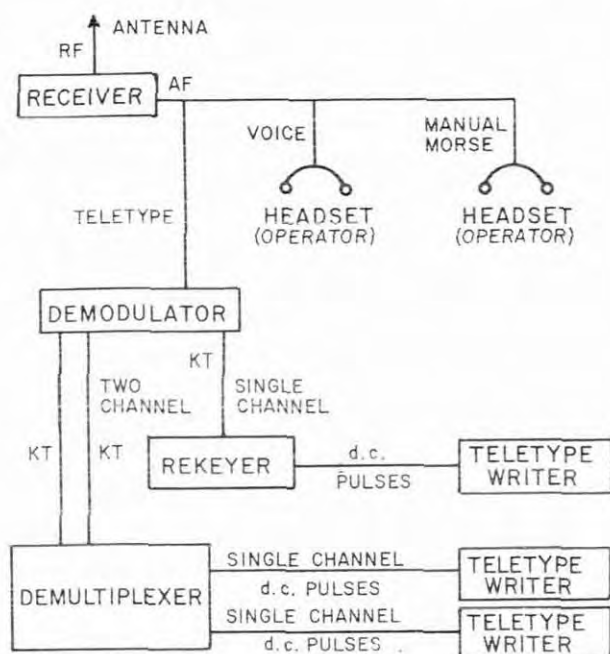 ANTENNA
RF
RECEIVER
AF
VOICE
MANUAL
MORSE
TELETYPE
HEADSET
(OPERATOR)
HEADSET
(OPERATOR)
DEMODULATOR
KT
TWO
CHANNEL
SINGLE
CHANNEL
KT
KT
REKEYER
d.c.
PULSES
TELETYPE
WRITER
DEMULTIPLEXER
SINGLE CHANNEL
d.c. PULSES
TELETYPE
WRITER
SINGLE CHANNEL
d.c. PULSES
TELETYPE
WRITER